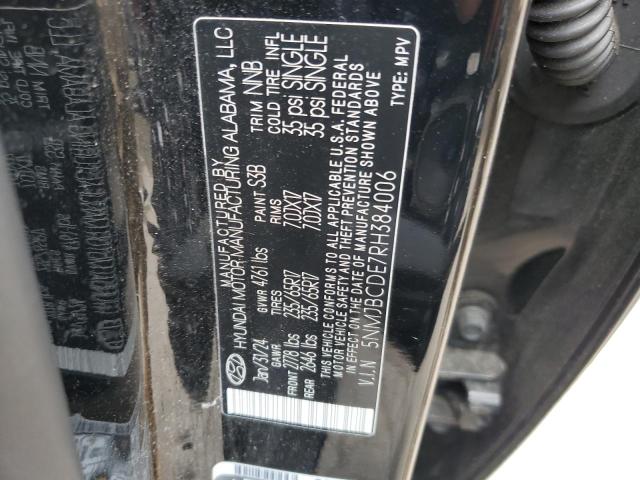 MANUFACTURED BY
HYUNDAI MOTOR MANUFACTURING ALABAMA, LLC
Jan/31/24 GVWR 4761 lbs PAINT S3B TRIM NNB
GAWR TIRES RIMS COLD TIRE INFL
FRONT 2778 lbs 235/65R17 7.0JX17 35 psi SINGLE
REAR 2646 lbs 235/65R17 7.0JX17 35 psi SINGLE
THIS VEHICLE CONFORMS TO ALL APPLICABLE U.S.A. FEDERAL
MOTOR VEHICLE SAFETY, BUMPER, AND THEFT PREVENTION STANDARDS
IN EFFECT ON THE DATE OF MANUFACTURE SHOWN ABOVE
V.I.N 5NMJBCDE7RH384006 TYPE: MPV